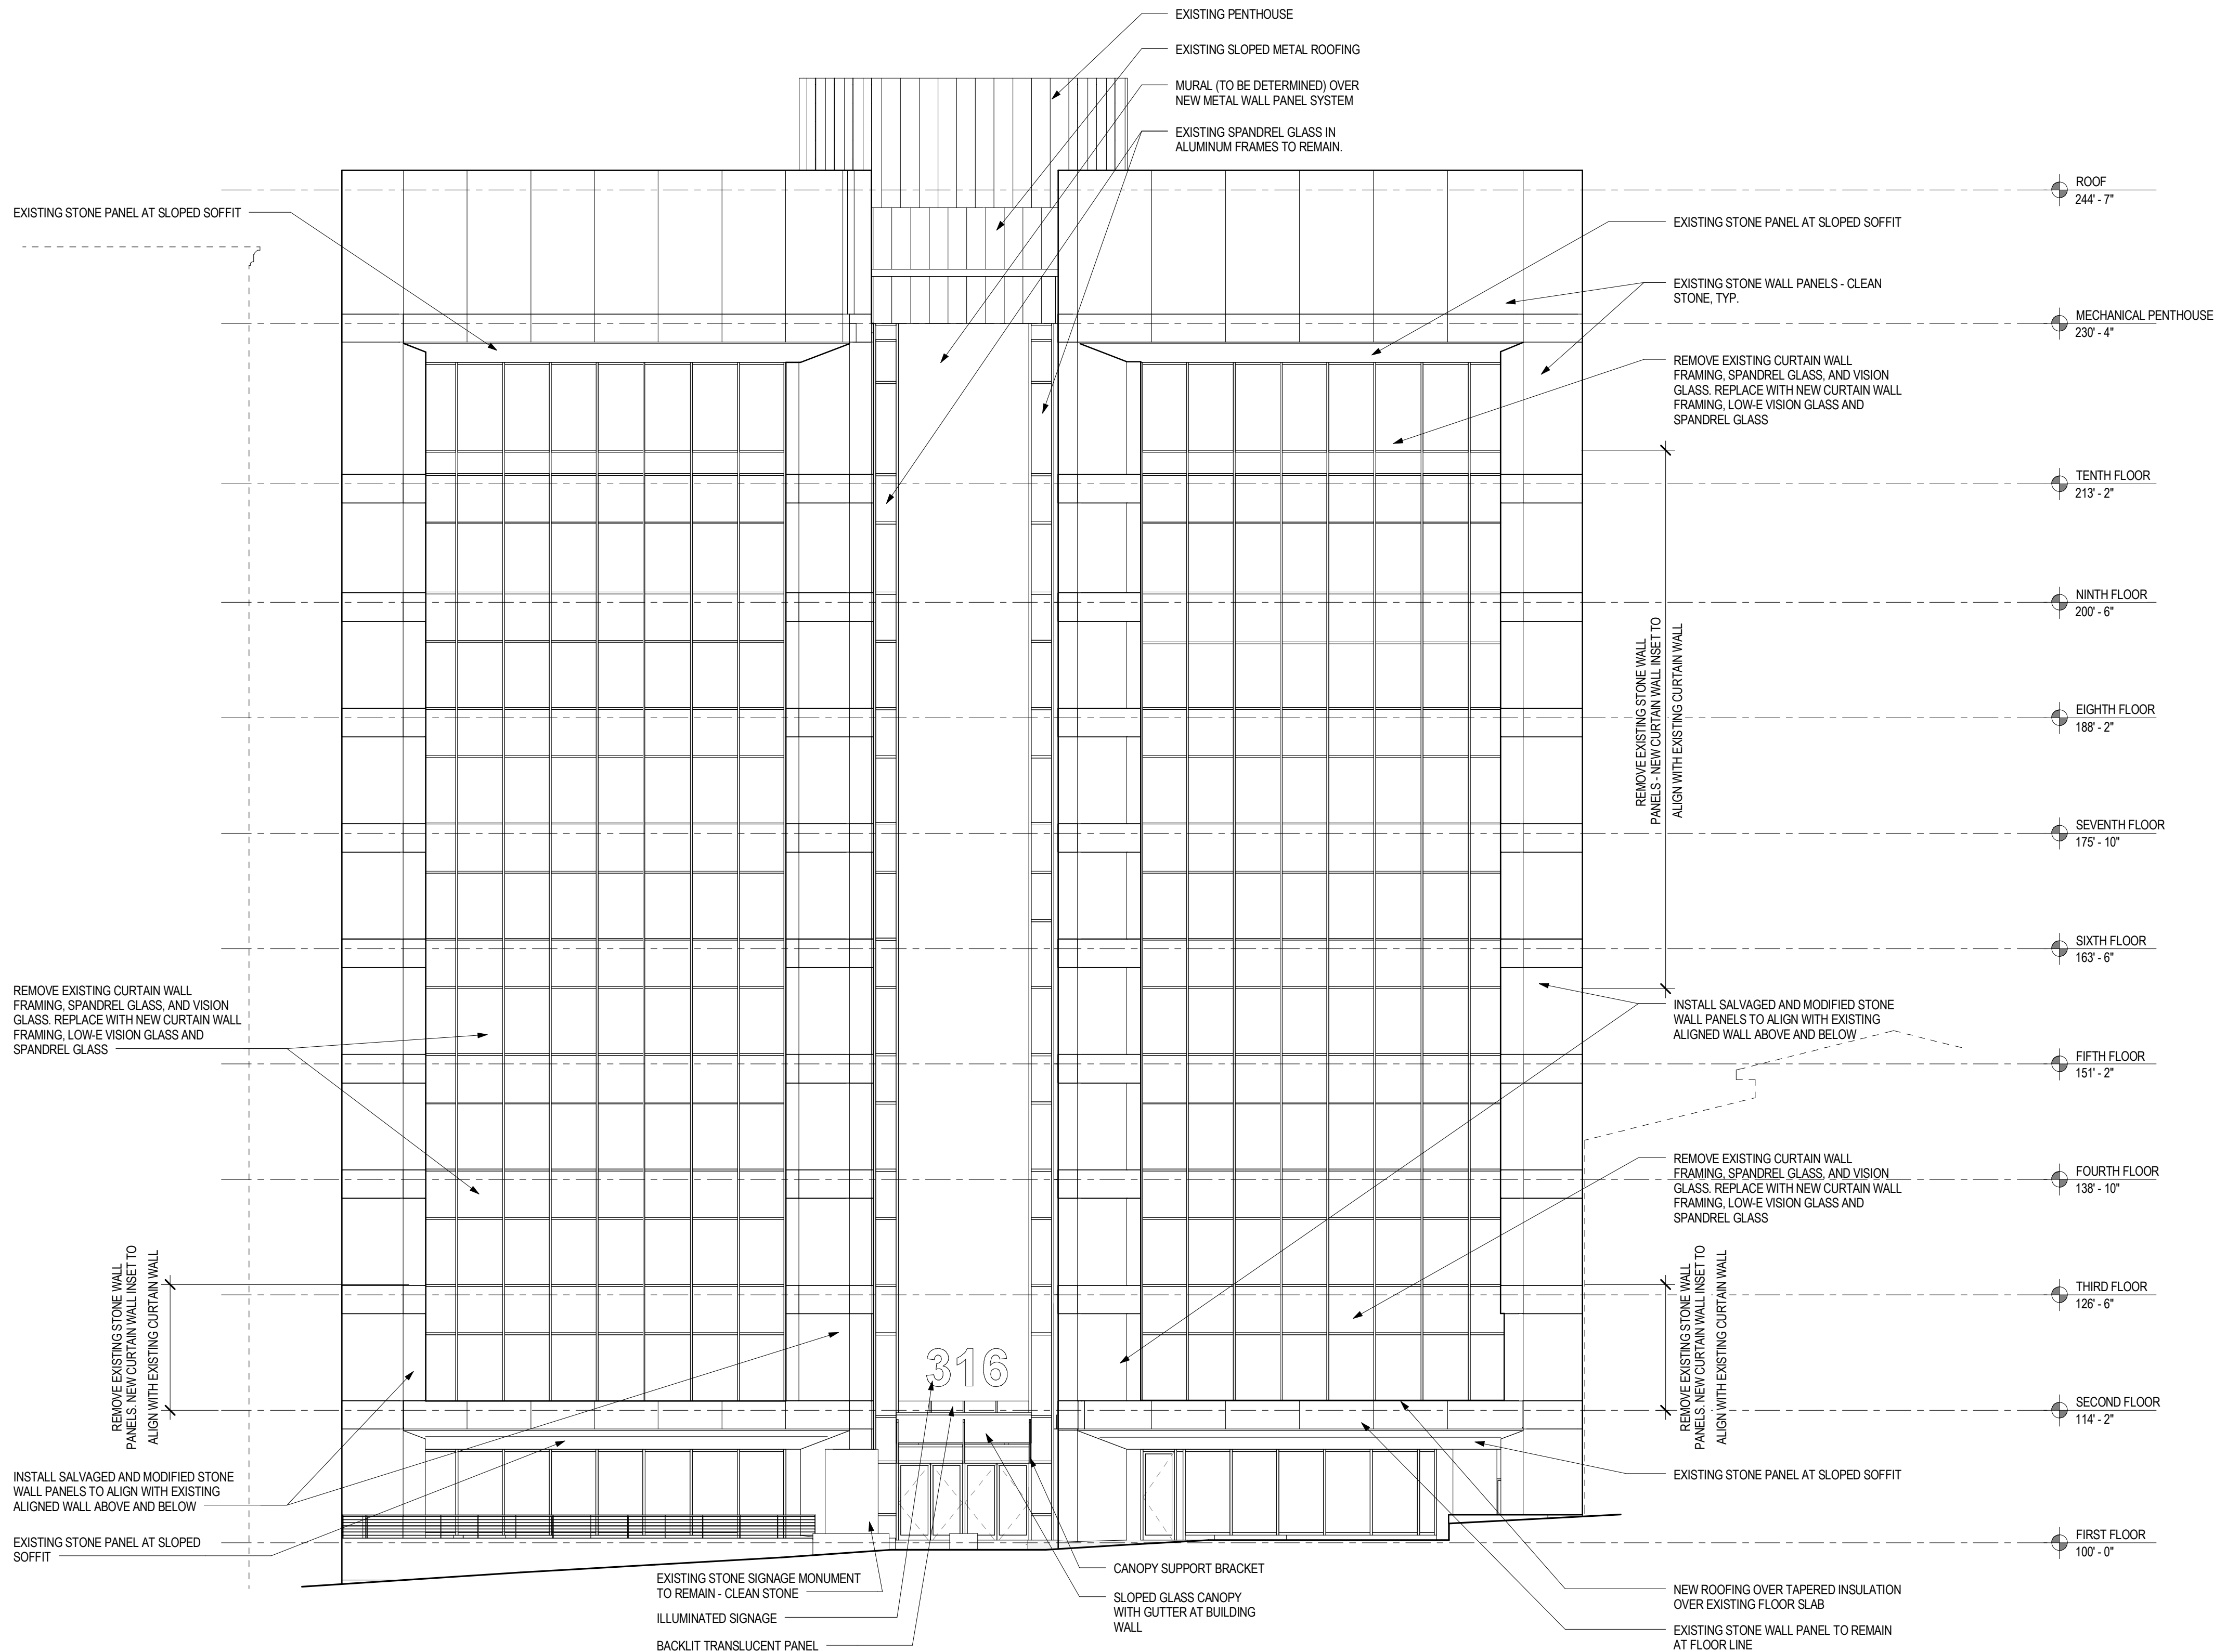 EXISTING PENTHOUSE
EXISTING SLOPED METAL ROOFING
MURAL (TO BE DETERMINED) OVER
NEW METAL WALL PANEL SYSTEM
EXISTING SPANDREL GLASS IN
ALUMINUM FRAMES TO REMAIN.
EXISTING STONE PANEL AT SLOPED SOFFIT
REMOVE EXISTING CURTAIN WALL
FRAMING, SPANDREL GLASS, AND VISION
GLASS. REPLACE WITH NEW CURTAIN WALL
FRAMING, LOW-E VISION GLASS AND
SPANDREL GLASS
REMOVE EXISTING STONE WALL
PANELS. NEW CURTAIN WALL INSET TO
ALIGN WITH EXISTING CURTAIN WALL
INSTALL SALVAGED AND MODIFIED STONE
WALL PANELS TO ALIGN WITH EXISTING
ALIGNED WALL ABOVE AND BELOW
EXISTING STONE PANEL AT SLOPED
SOFFIT
316
EXISTING STONE SIGNAGE MONUMENT
TO REMAIN - CLEAN STONE
ILLUMINATED SIGNAGE
BACKLIT TRANSLUCENT PANEL
CANOPY SUPPORT BRACKET
SLOPED GLASS CANOPY
WITH GUTTER AT BUILDING
WALL
EXISTING STONE PANEL AT SLOPED SOFFIT
EXISTING STONE WALL PANELS - CLEAN
STONE, TYP.
REMOVE EXISTING CURTAIN WALL
FRAMING, SPANDREL GLASS, AND VISION
GLASS. REPLACE WITH NEW CURTAIN WALL
FRAMING, LOW-E VISION GLASS AND
SPANDREL GLASS
REMOVE EXISTING STONE WALL
PANELS - NEW CURTAIN WALL INSET TO
ALIGN WITH EXISTING CURTAIN WALL
INSTALL SALVAGED AND MODIFIED STONE
WALL PANELS TO ALIGN WITH EXISTING
ALIGNED WALL ABOVE AND BELOW
REMOVE EXISTING CURTAIN WALL
FRAMING, SPANDREL GLASS, AND VISION
GLASS. REPLACE WITH NEW CURTAIN WALL
FRAMING, LOW-E VISION GLASS AND
SPANDREL GLASS
REMOVE EXISTING STONE WALL
PANELS. NEW CURTAIN WALL INSET TO
ALIGN WITH EXISTING CURTAIN WALL
EXISTING STONE PANEL AT SLOPED SOFFIT
NEW ROOFING OVER TAPERED INSULATION
OVER EXISTING FLOOR SLAB
EXISTING STONE WALL PANEL TO REMAIN
AT FLOOR LINE
ROOF
244' - 7"
MECHANICAL PENTHOUSE
230' - 4"
TENTH FLOOR
213' - 2"
NINTH FLOOR
200' - 6"
EIGHTH FLOOR
188' - 2"
SEVENTH FLOOR
175' - 10"
SIXTH FLOOR
163' - 6"
FIFTH FLOOR
151' - 2"
FOURTH FLOOR
138' - 10"
THIRD FLOOR
126' - 6"
SECOND FLOOR
114' - 2"
FIRST FLOOR
100' - 0"